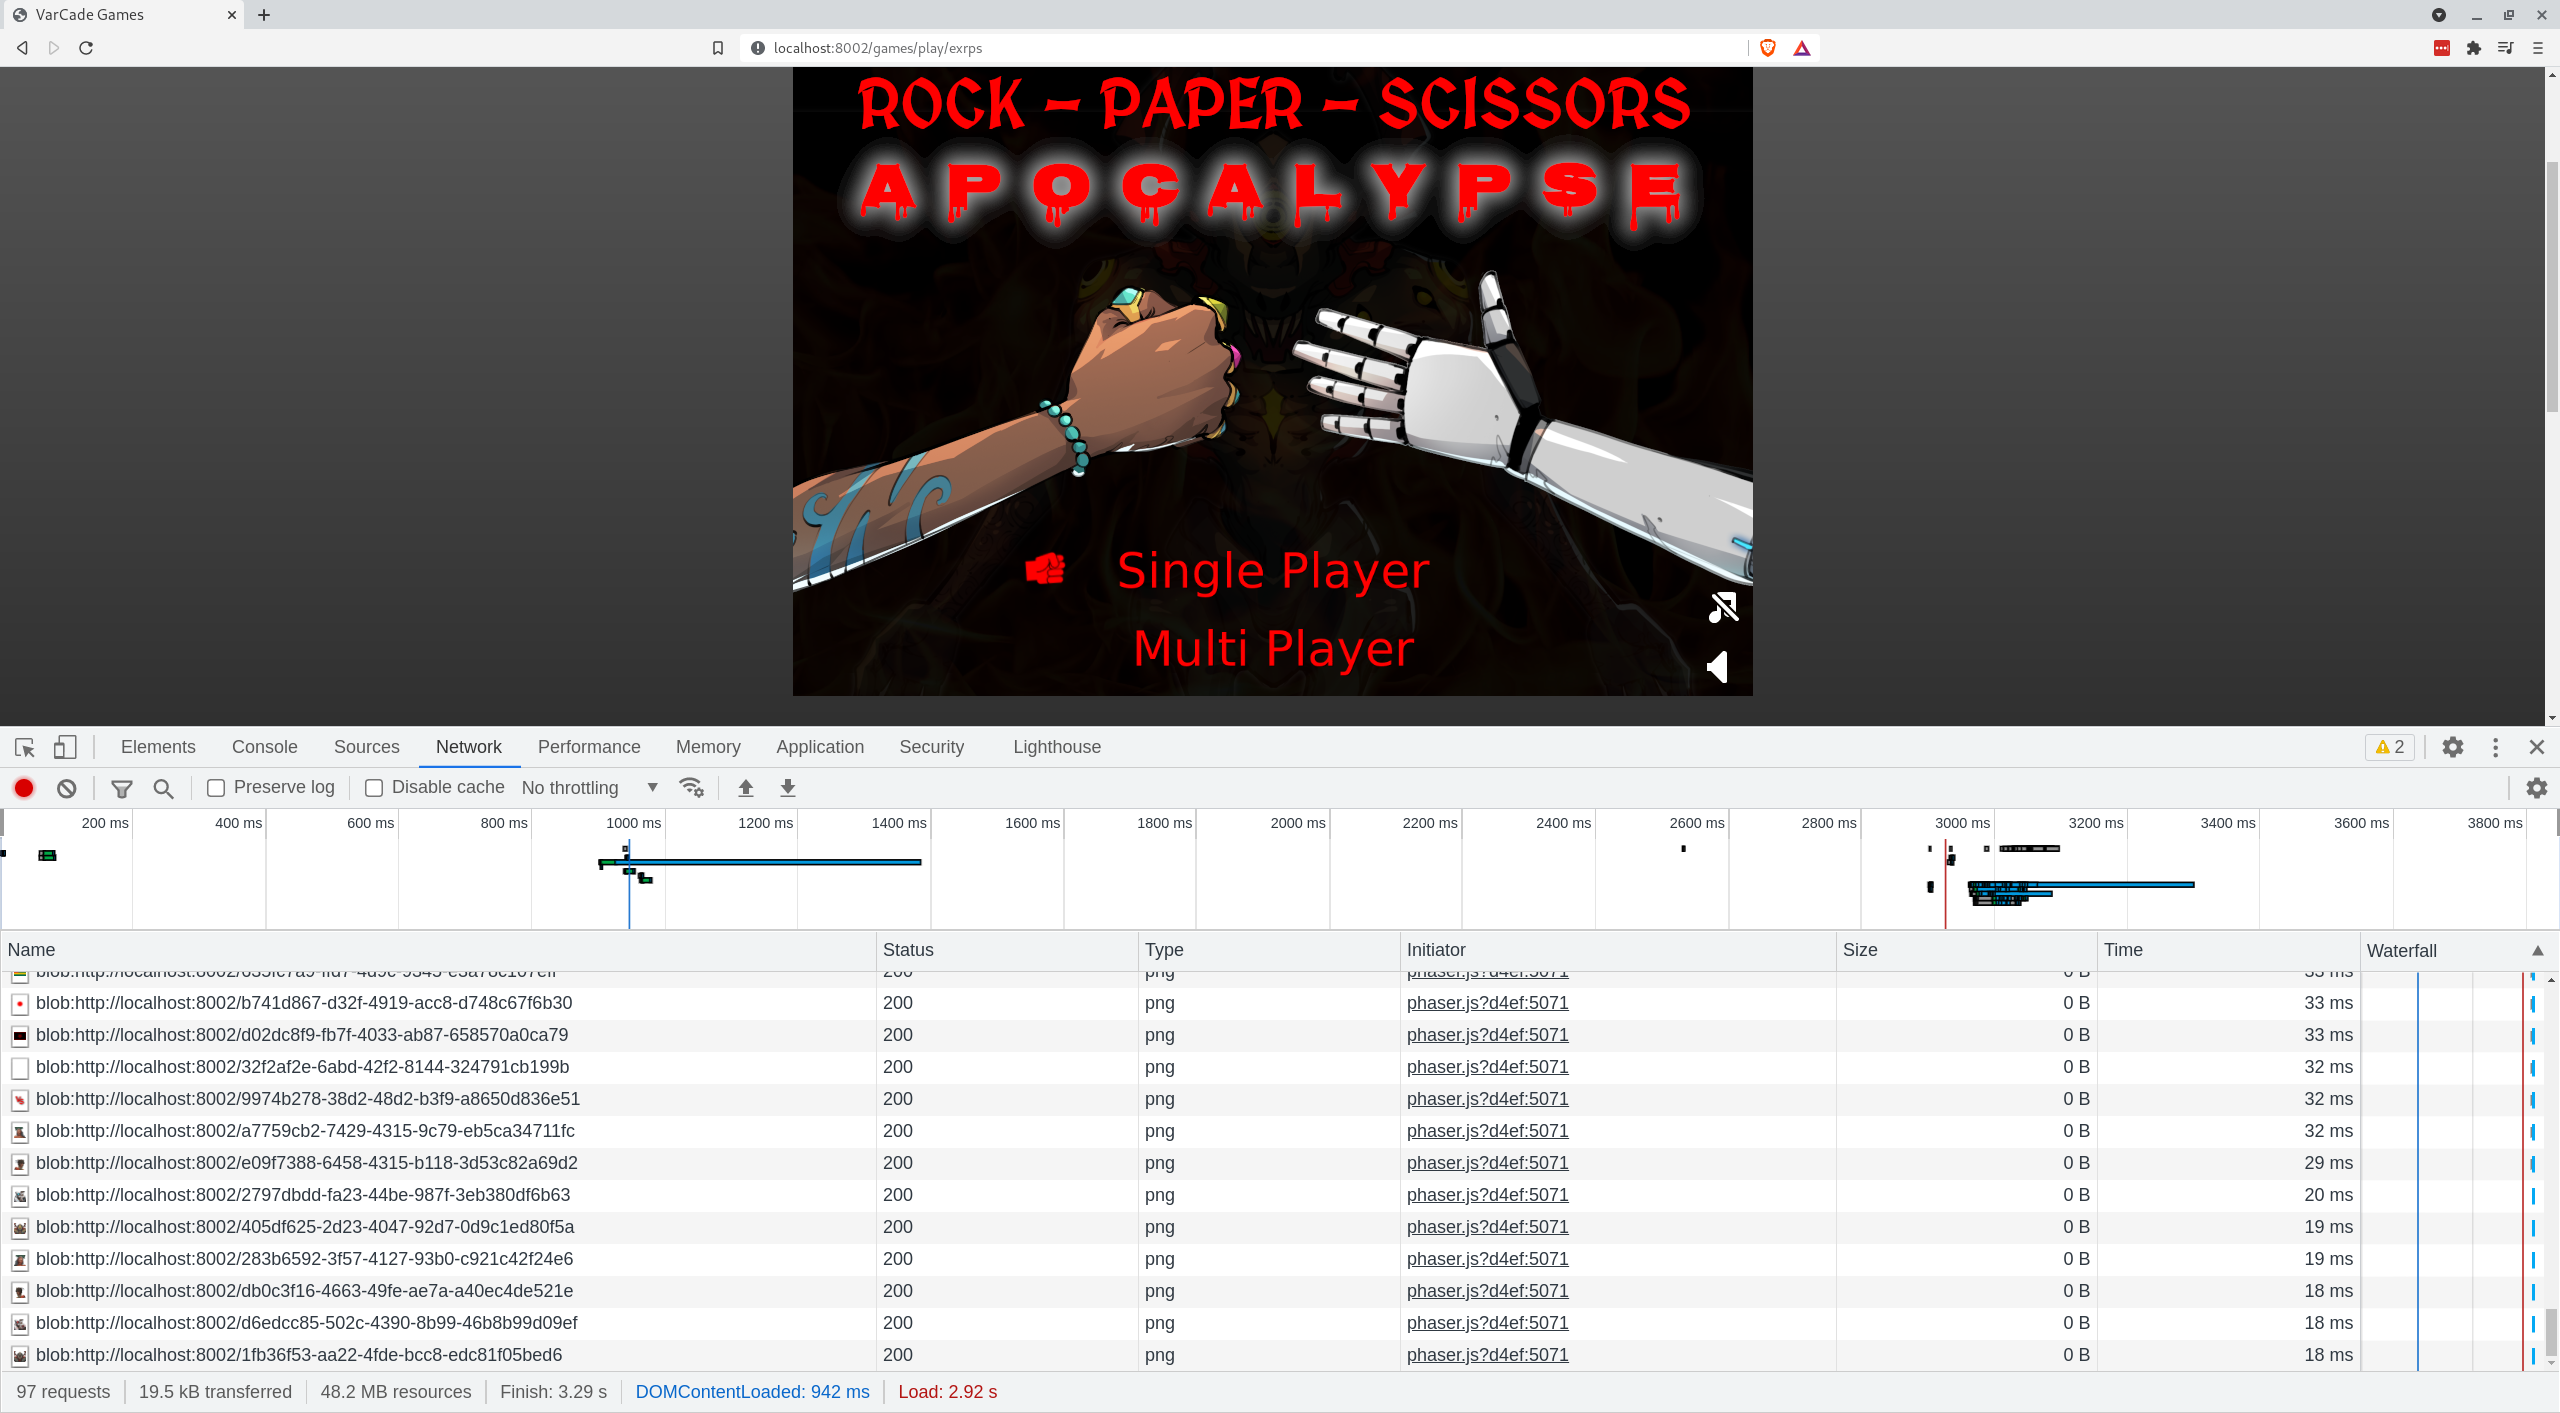 VarCade Games
localhost:8002/games/play/exrps
ROCK - PAPER - SCISSORS
APOCALYPSE
Single Player
Multi Player
Elements Console Sources Network Performance Memory Application Security Lighthouse 2
Preserve log Disable cache No throttling
200 ms 400 ms 600 ms 800 ms 1000 ms 1200 ms 1400 ms 1600 ms 1800 ms 2000 ms 2200 ms 2400 ms 2600 ms 2800 ms 3000 ms 3200 ms 3400 ms 3600 ms 3800 ms
Name Status Type Initiator Size Time Waterfall
200 png phaser.js?d4ef:5071 0 B 33 ms
blob:http://localhost:8002/b741d867-d32f-4919-acc8-d748c67f6b30 200 png phaser.js?d4ef:5071 0 B 33 ms
blob:http://localhost:8002/d02dc8f9-fb7f-4033-ab87-658570a0ca79 200 png phaser.js?d4ef:5071 0 B 33 ms
blob:http://localhost:8002/32f2af2e-6abd-42f2-8144-324791cb199b 200 png phaser.js?d4ef:5071 0 B 32 ms
blob:http://localhost:8002/9974b278-38d2-48d2-b3f9-a8650d836e51 200 png phaser.js?d4ef:5071 0 B 32 ms
blob:http://localhost:8002/a7759cb2-7429-4315-9c79-eb5ca34711fc 200 png phaser.js?d4ef:5071 0 B 32 ms
blob:http://localhost:8002/e09f7388-6458-4315-b118-3d53c82a69d2 200 png phaser.js?d4ef:5071 0 B 29 ms
blob:http://localhost:8002/2797dbdd-fa23-44be-987f-3eb380df6b63 200 png phaser.js?d4ef:5071 0 B 20 ms
blob:http://localhost:8002/405df625-2d23-4047-92d7-0d9c1ed80f5a 200 png phaser.js?d4ef:5071 0 B 19 ms
blob:http://localhost:8002/283b6592-3f57-4127-93b0-c921c42f24e6 200 png phaser.js?d4ef:5071 0 B 19 ms
blob:http://localhost:8002/db0c3f16-4663-49fe-ae7a-a40ec4de521e 200 png phaser.js?d4ef:5071 0 B 18 ms
blob:http://localhost:8002/d6edcc85-502c-4390-8b99-46b8b99d09ef 200 png phaser.js?d4ef:5071 0 B 18 ms
blob:http://localhost:8002/1fb36f53-aa22-4fde-bcc8-edc81f05bed6 200 png phaser.js?d4ef:5071 0 B 18 ms
97 requests 19.5 kB transferred 48.2 MB resources Finish: 3.29 s DOMContentLoaded: 942 ms Load: 2.92 s